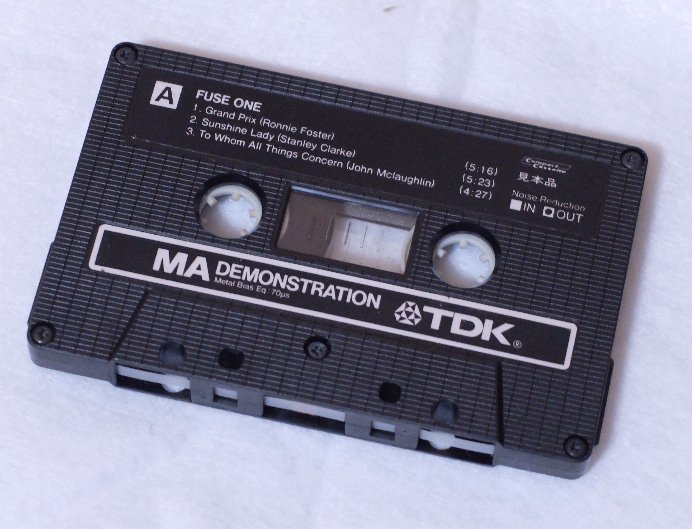 A
FUSE ONE
1. Grand Prix (Ronnie Foster) (5:16)
2. Sunshine Lady (Stanley Clarke) (5:23)
3. To Whom All Things Concern (John Mclaughlin) (4:27)
Compact Cassette
見本品
Noise Reduction
IN OUT
MA DEMONSTRATION TDK®
Metal Bias Eq : 70μs